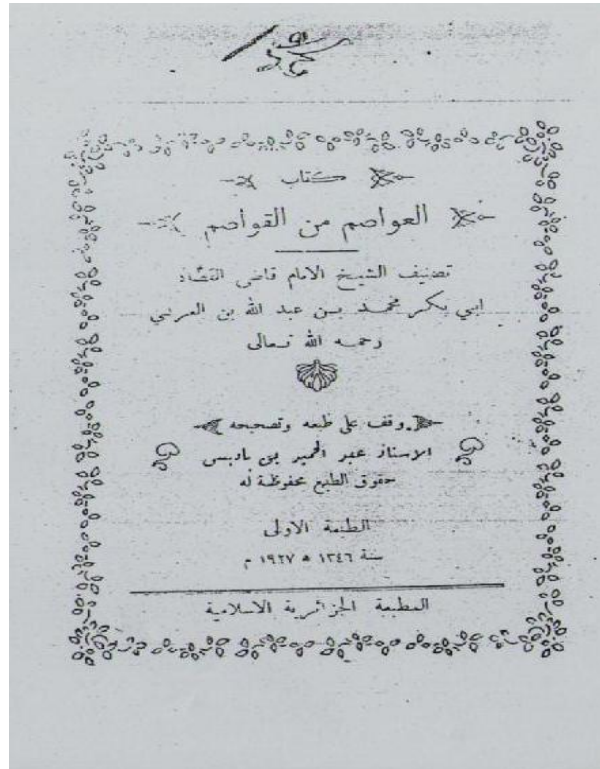 كتاب
العواصم من القواصم
تصنيف الشيخ الامام قاضي القضاة
ابي بكر محمد بن عبد الله بن العربي
رحمه الله تعالى
وقف على طبعه وتصحيحه
الاستاذ عبد الحميد بن باديس
حقوق الطبع محفوظة له
الطبعة الاولى
سنة ١٣٤٦ ه ١٩٢٧ م
المطبعة الجزائرية الاسلامية